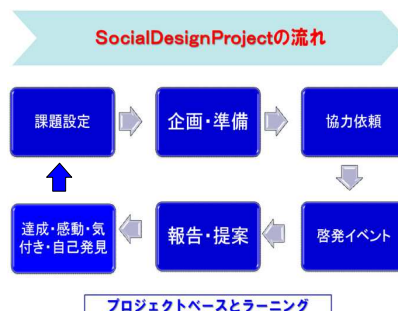 SocialDesignProjectの流れ
課題設定
企画・準備
協力依頼
啓発イベント
報告・提案
達成・感動・気
付き・自己発見
プロジェクトベースとラーニング